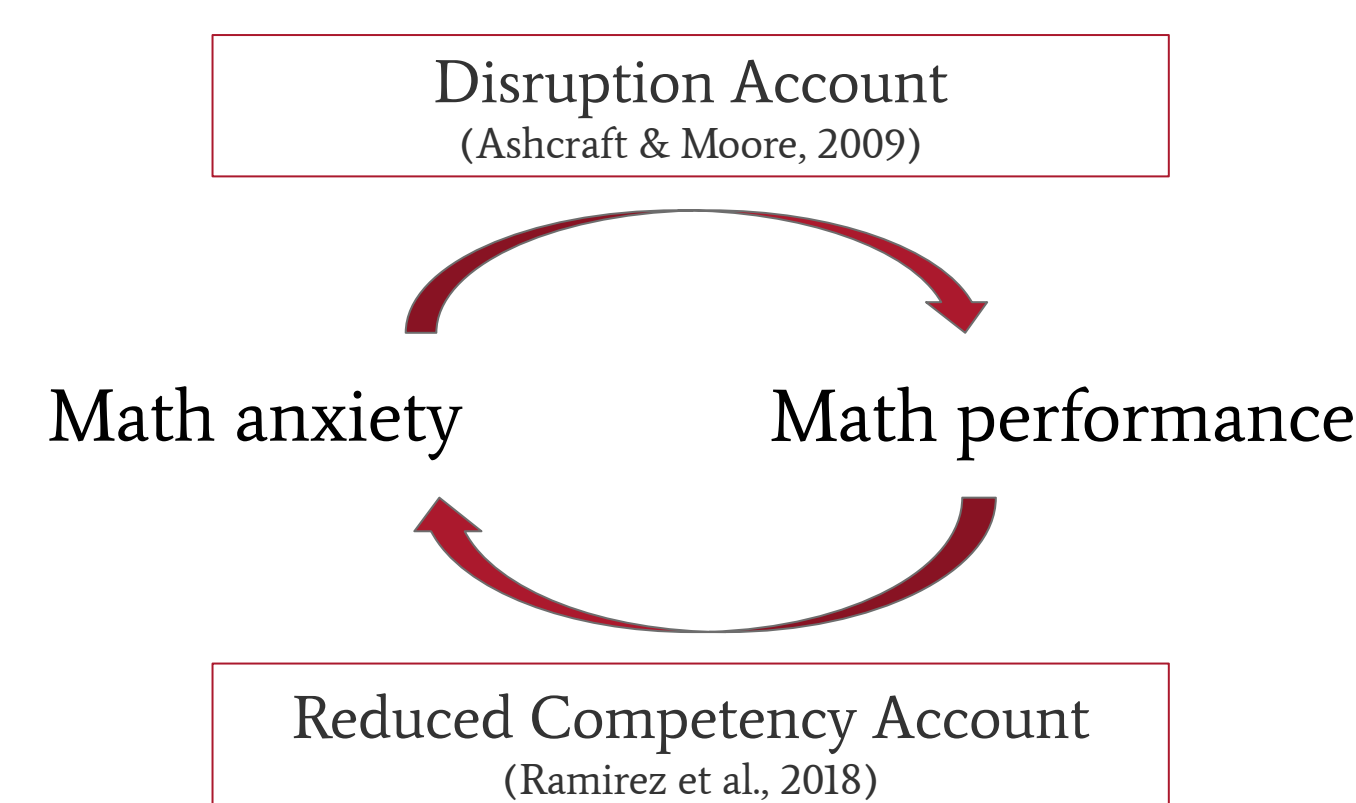 Disruption Account
(Ashcraft & Moore, 2009)
Math anxiety
Math performance
Reduced Competency Account
(Ramirez et al., 2018)